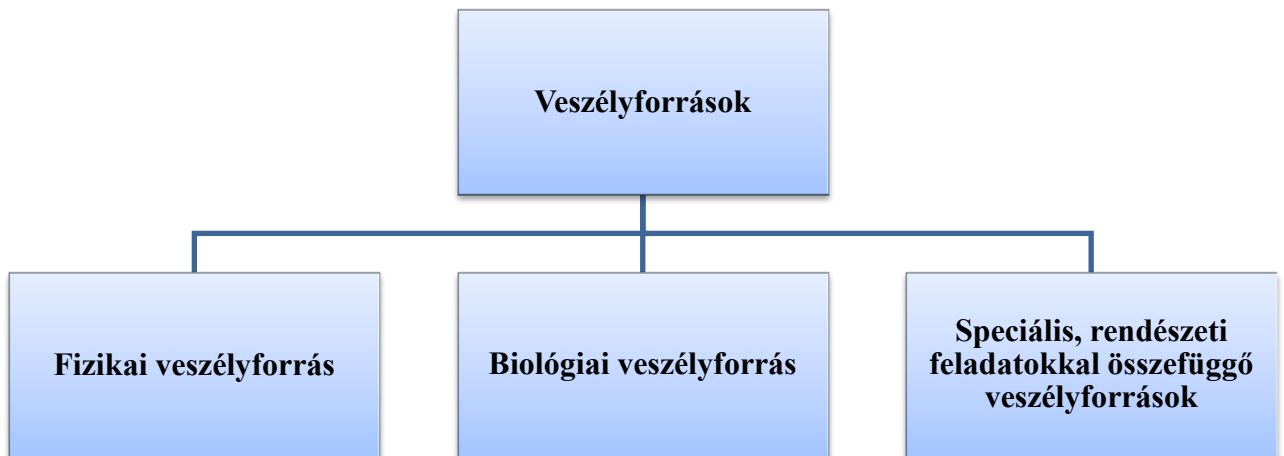 Veszélyforrások
Fizikai veszélyforrás
Biológiai veszélyforrás
Speciális, rendészeti
feladatokkal összefüggő
veszélyforrások